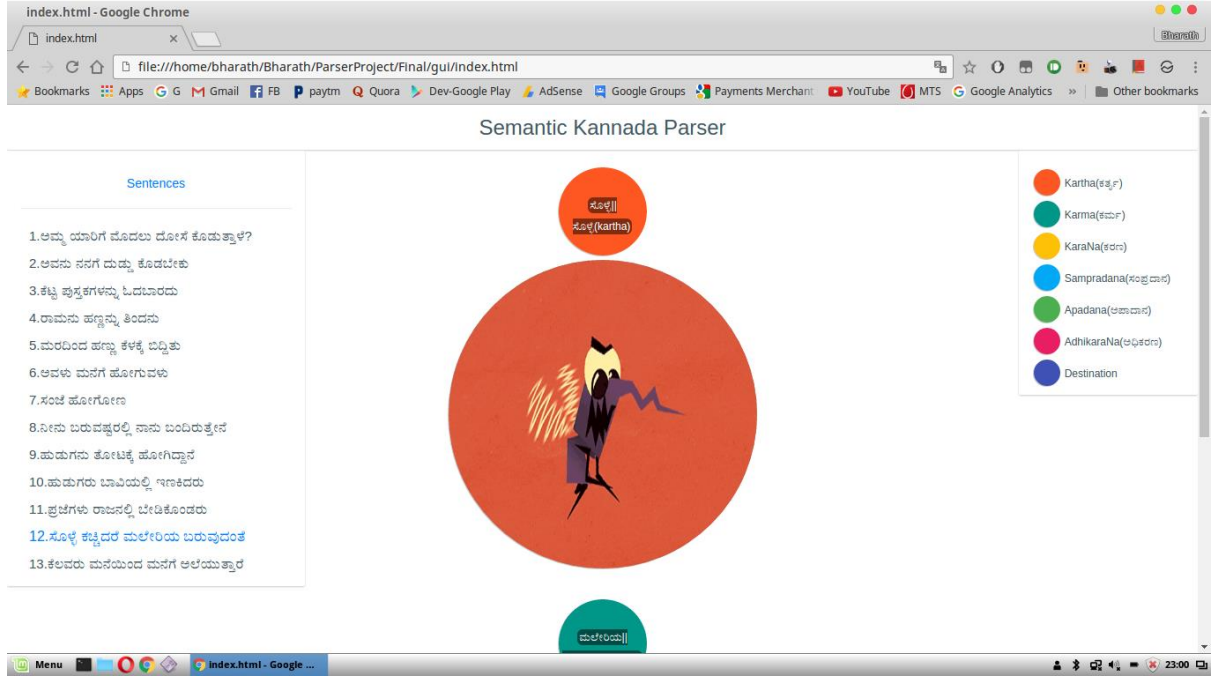 index.html - Google Chrome
index.html
Bharath
file:///home/bharath/Bharath/ParserProject/Final/gui/index.html
Bookmarks Apps G Gmail FB paytm Quora Dev-Google Play AdSense Google Groups Payments Merchant YouTube MTS Google Analytics » Other bookmarks
Semantic Kannada Parser
Sentences
1.ಅಮ್ಮ ಯಾರಿಗೆ ಮೊದಲು ದೋಸೆ ಕೊಡುತ್ತಾಳೆ?
2.ಅವನು ನನಗೆ ದುಡ್ಡು ಕೊಡಬೇಕು
3.ಕೆಟ್ಟ ಪುಸ್ತಕಗಳನ್ನು ಓದಬಾರದು
4.ರಾಮನು ಹಣ್ಣನ್ನು ತಿಂದನು
5.ಮರದಿಂದ ಹಣ್ಣು ಕೆಳಕ್ಕೆ ಬಿದ್ದಿತು
6.ಅವಳು ಮನೆಗೆ ಹೋಗುವಳು
7.ಸಂಜೆ ಹೋಗೋಣ
8.ನೀನು ಬರುವಷ್ಟರಲ್ಲಿ ನಾನು ಬಂದಿರುತ್ತೇನೆ
9.ಹುಡುಗನು ತೋಟಕ್ಕೆ ಹೋಗಿದ್ದಾನೆ
10.ಹುಡುಗರು ಬಾವಿಯಲ್ಲಿ ಇಣಕಿದರು
11.ಪ್ರಜೆಗಳು ರಾಜನಲ್ಲಿ ಬೇಡಿಕೊಂಡರು
12.ಸೊಳ್ಳೆ ಕಚ್ಚಿದರೆ ಮಲೇರಿಯ ಬರುವುದಂತೆ
13.ಕೆಲವರು ಮನೆಯಿಂದ ಮನೆಗೆ ಅಲೆಯುತ್ತಾರೆ
ಸೊಳ್ಳೆ||
ಸೊಳ್ಳೆ(kartha)
ಮಲೇರಿಯ||
Kartha(ಕರ್ತೃ)
Karma(ಕರ್ಮ)
KaraNa(ಕರಣ)
Sampradana(ಸಂಪ್ರದಾನ)
Apadana(ಅಪಾದಾನ)
AdhikaraNa(ಅಧಿಕರಣ)
Destination
Menu index.html - Google ... 23:00